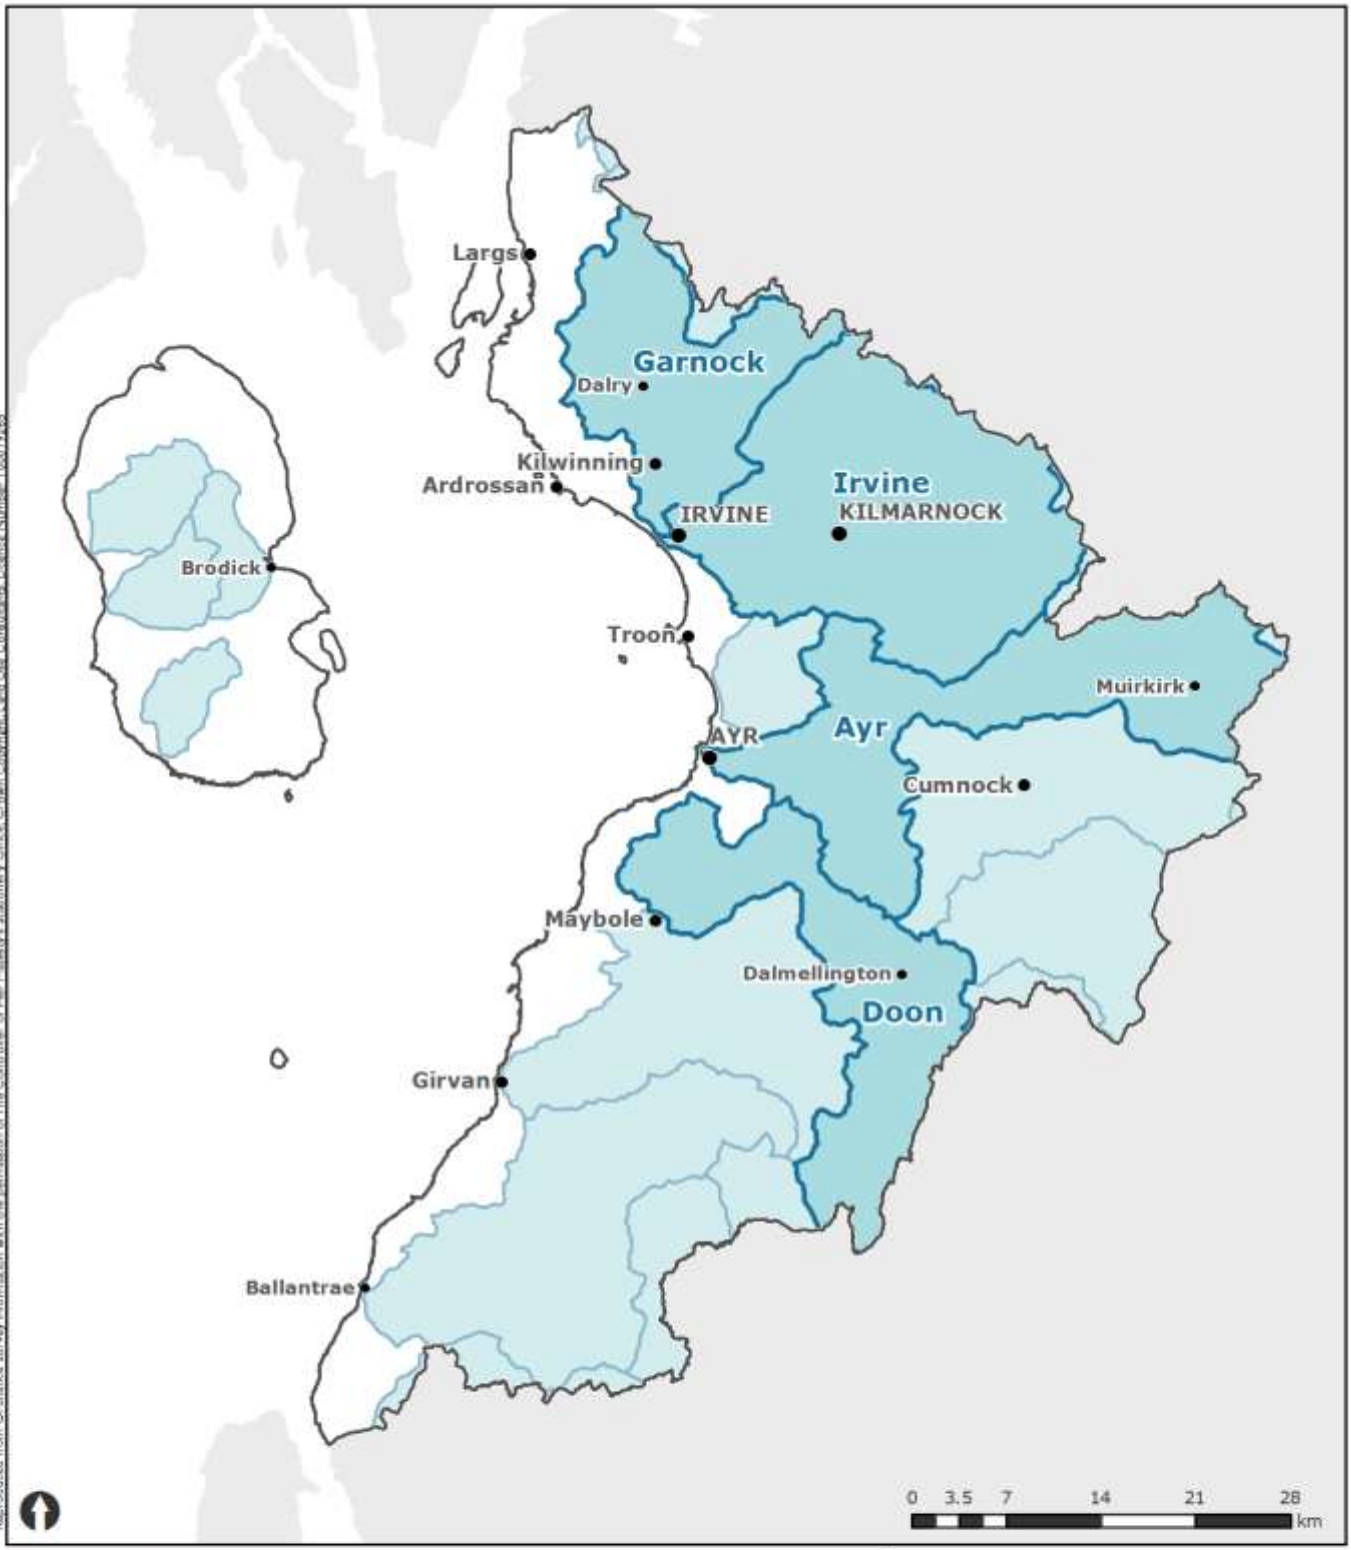 Largs
Garnock
Dalry
Kilwinning
Ardrossan
Irvine
IRVINE
KILMARNOCK
Brodick
Troon
Muirkirk
Ayr
AYR
Cumnock
Maybole
Dalmellington
Doon
Girvan
Ballantrae
0 3.5 7 14 21 28
km